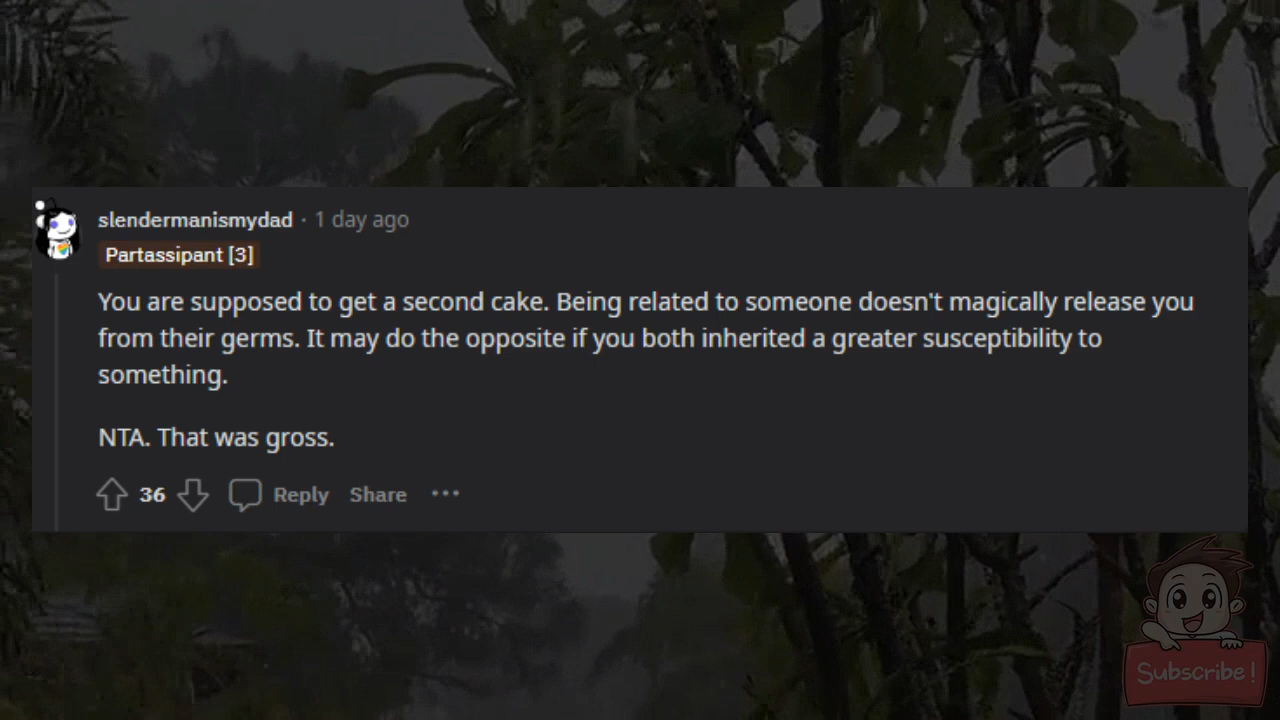 slendermanismydad · 1 day ago
Partassipant [3]
You are supposed to get a second cake. Being related to someone doesn't magically release you
from their germs. It may do the opposite if you both inherited a greater susceptibility to
something.
NTA. That was gross.
36 Reply Share ···
Subscribe!